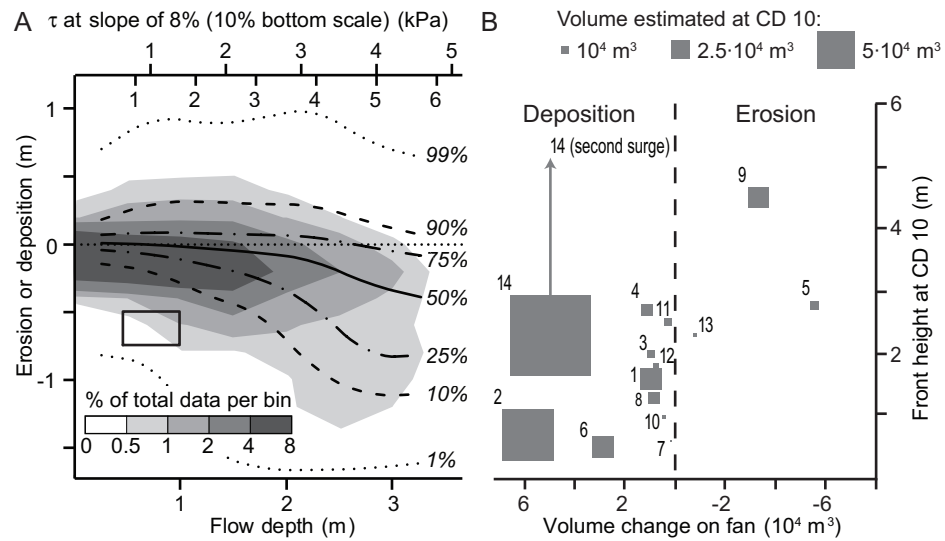 A τ at slope of 8% (10% bottom scale) (kPa)
1 2 3 4 5
1 2 3 4 5 6
1
0
-1
Erosion or deposition (m)
99%
90%
75%
50%
25%
10%
1%
% of total data per bin
0 0.5 1 2 4 8
1 2 3
Flow depth (m)
B Volume estimated at CD 10:
10⁴ m³ 2.5·10⁴ m³ 5·10⁴ m³
Deposition Erosion
14 (second surge)
9
14
4
11
5
13
3
12
1
8
2
10
6
7
6
4
2
Front height at CD 10 (m)
6 2 -2 -6
Volume change on fan (10⁴ m³)